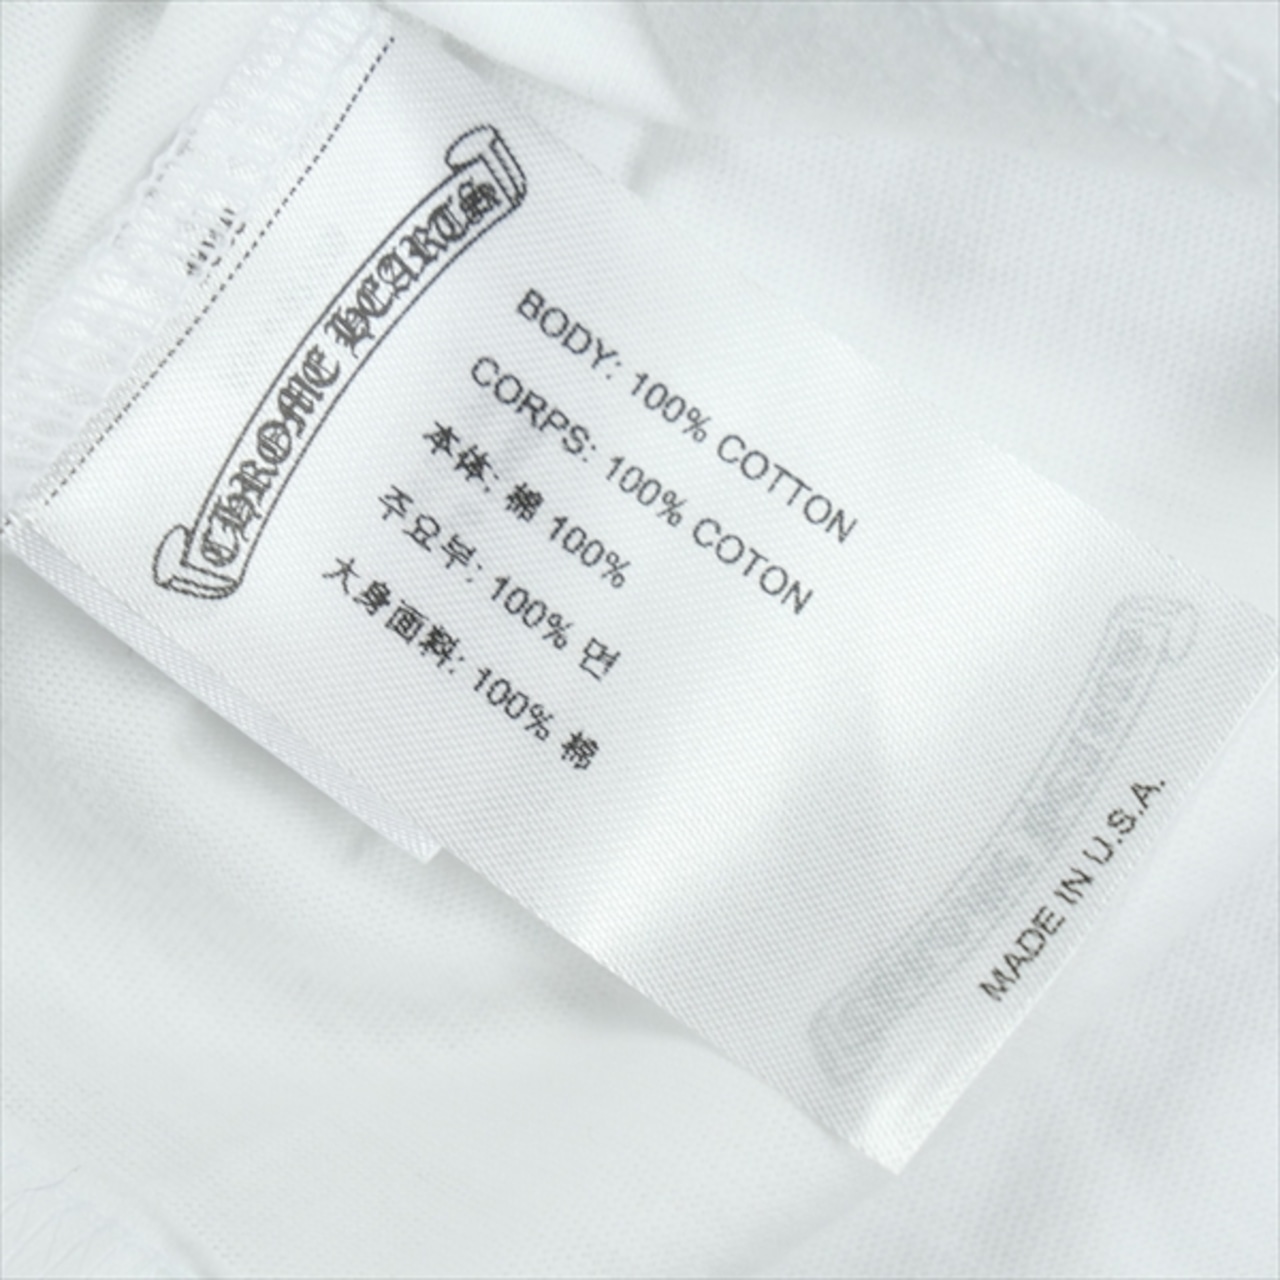 CHROME HEARTS
BODY: 100% COTTON
CORPS: 100% COTON
本体: 棉 100%
주요부: 100% 면
大身面料: 100% 棉
MADE IN U.S.A.